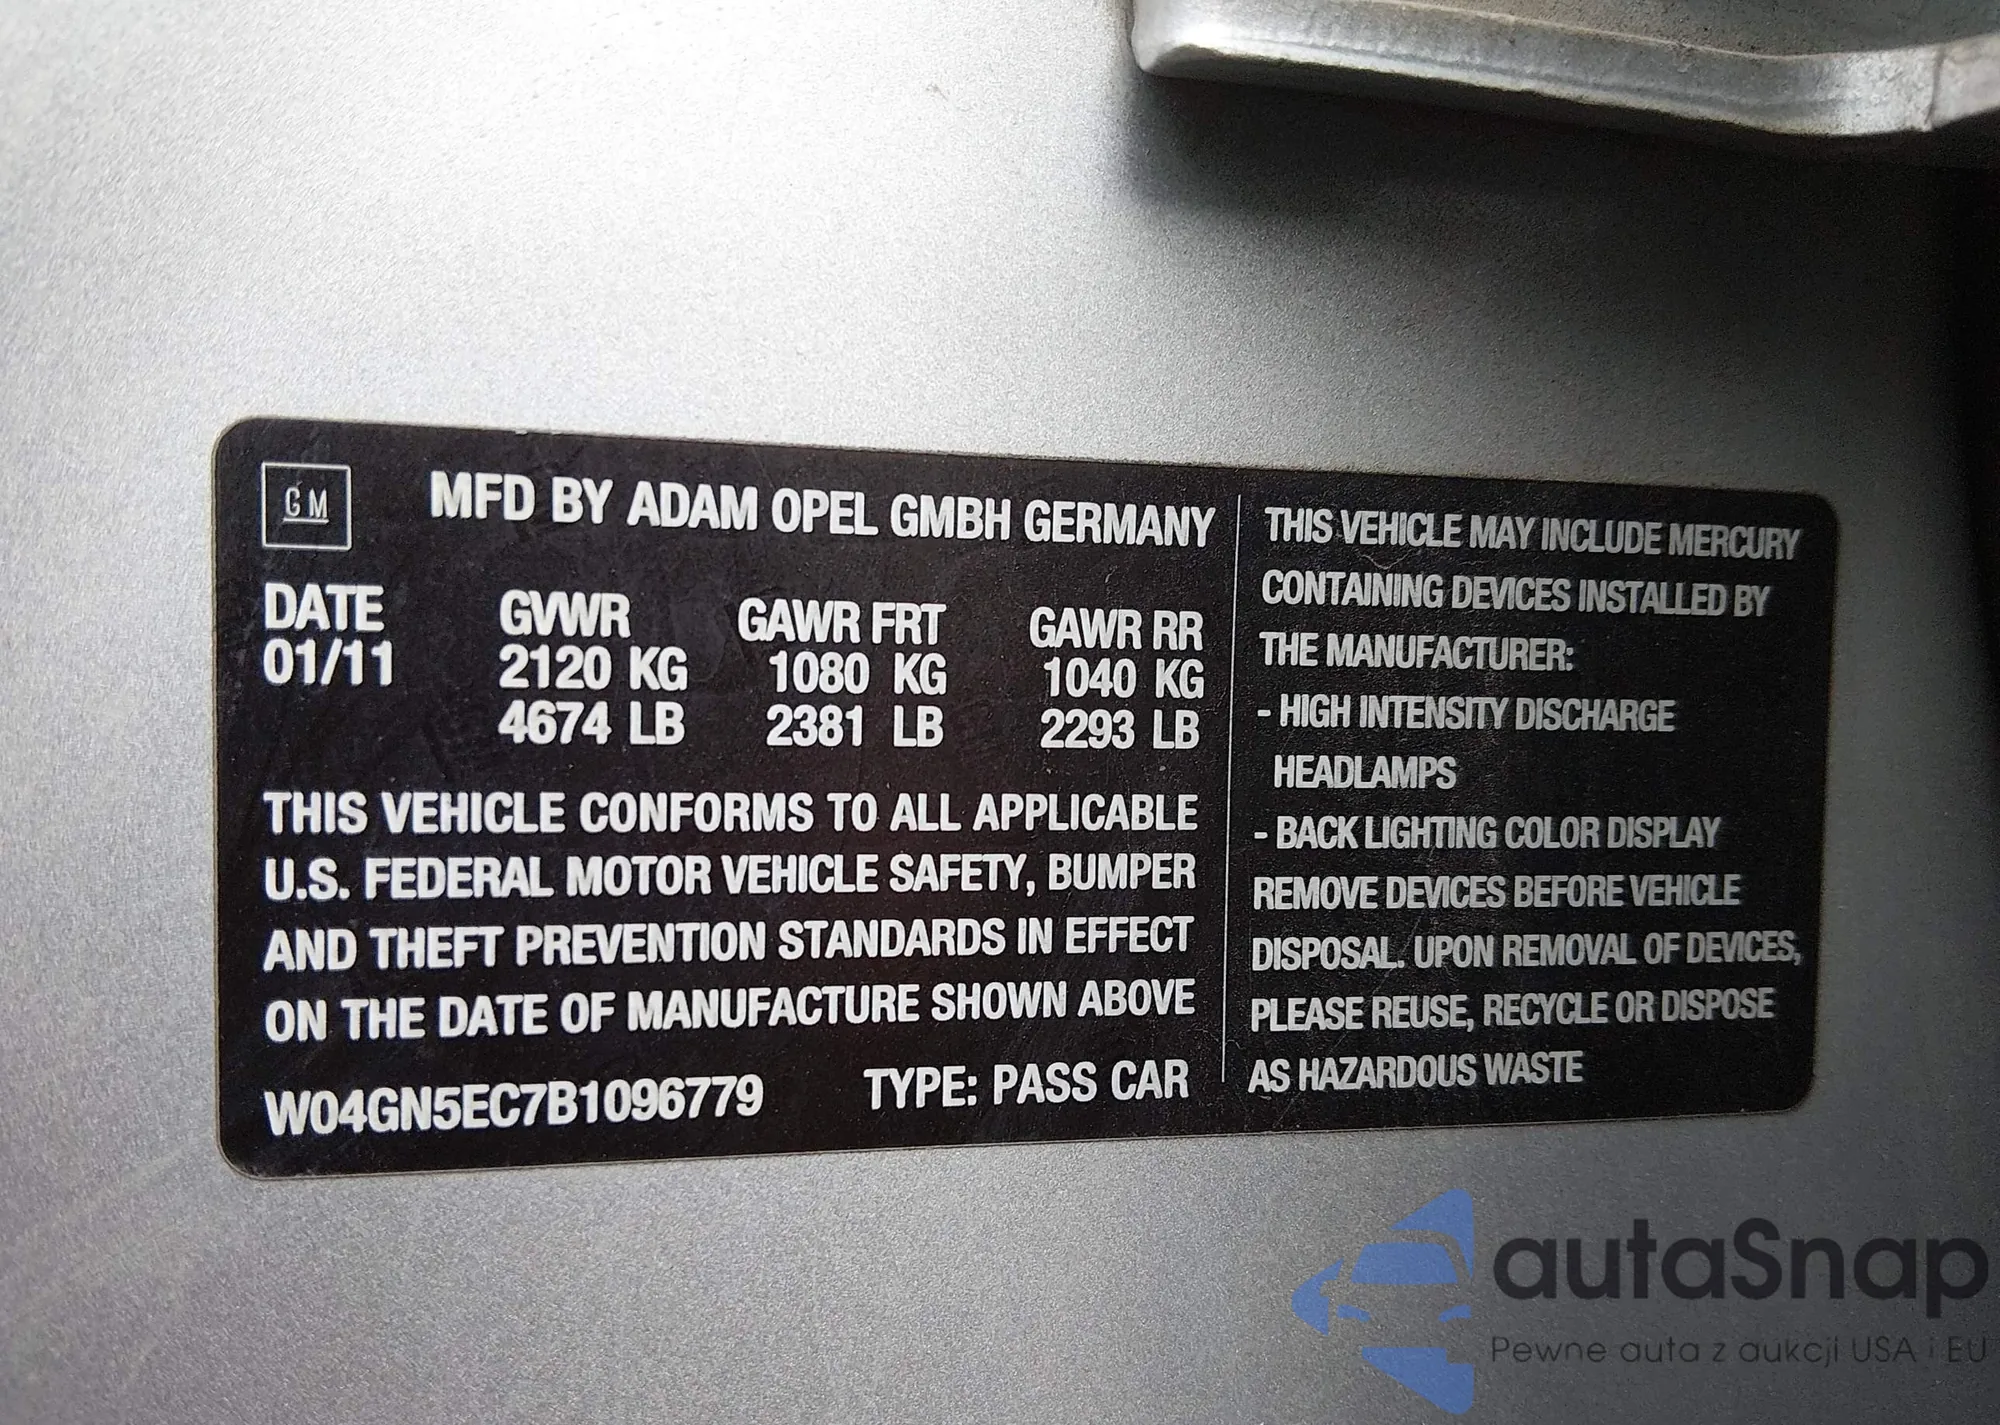 GM
MFD BY ADAM OPEL GMBH GERMANY
DATE GVWR GAWR FRT GAWR RR
01/11 2120 KG 1080 KG 1040 KG
4674 LB 2381 LB 2293 LB
THIS VEHICLE CONFORMS TO ALL APPLICABLE
U.S. FEDERAL MOTOR VEHICLE SAFETY, BUMPER
AND THEFT PREVENTION STANDARDS IN EFFECT
ON THE DATE OF MANUFACTURE SHOWN ABOVE
W04GN5EC7B1096779 TYPE: PASS CAR
THIS VEHICLE MAY INCLUDE MERCURY
CONTAINING DEVICES INSTALLED BY
THE MANUFACTURER:
- HIGH INTENSITY DISCHARGE
HEADLAMPS
- BACK LIGHTING COLOR DISPLAY
REMOVE DEVICES BEFORE VEHICLE
DISPOSAL. UPON REMOVAL OF DEVICES,
PLEASE REUSE, RECYCLE OR DISPOSE
AS HAZARDOUS WASTE
autaSnap
Pewne auta z aukcji USA i EU